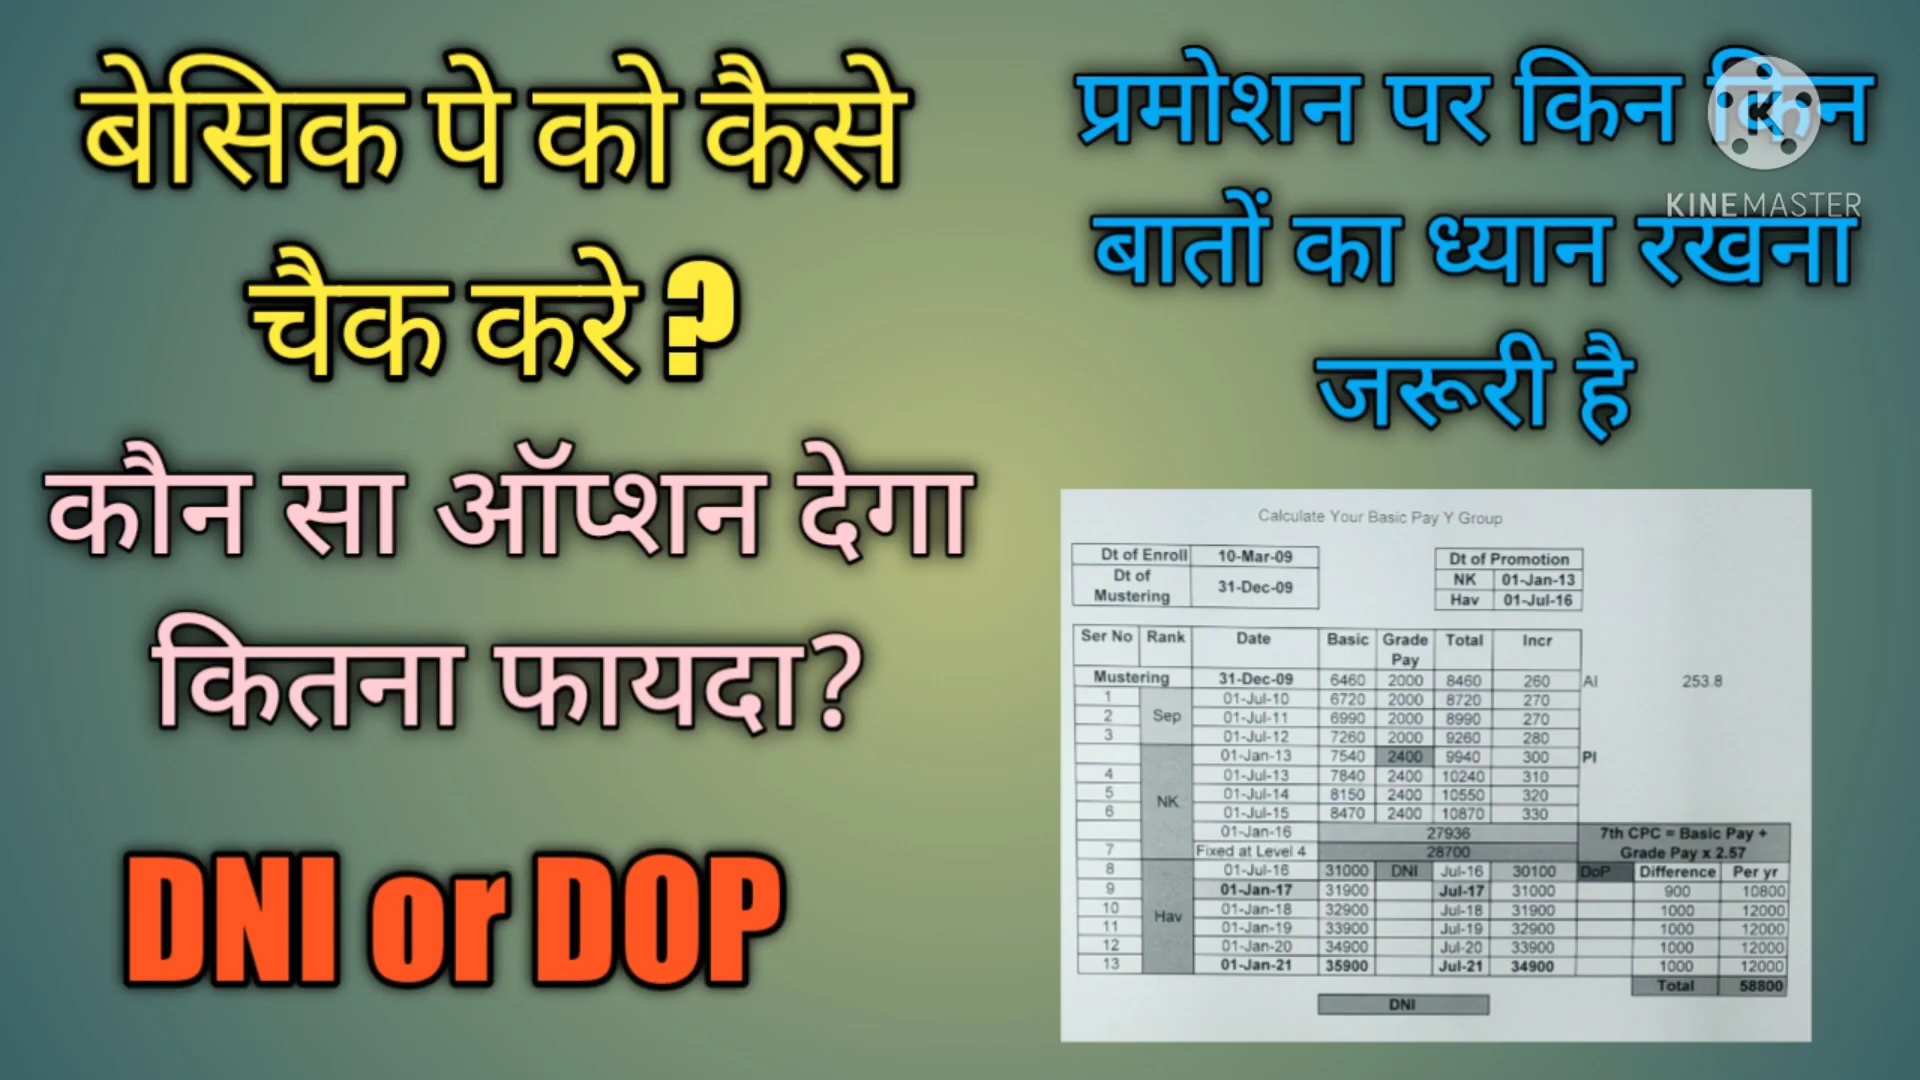 बेसिक पे को कैसे
चैक करे ?
कौन सा ऑप्शन देगा
कितना फायदा?
DNI or DOP
प्रमोशन पर किन किन
बातों का ध्यान रखना
जरूरी है
KINEMASTER
Calculate Your Basic Pay Y Group
Dt of Enroll 10-Mar-09
Dt of Mustering 31-Dec-09
Dt of Promotion
NK 01-Jan-13
Hav 01-Jul-16
Ser No Rank Date Basic Grade Pay Total Incr
Mustering 31-Dec-09 6460 2000 8460 260 AI 253.8
1 Sep 01-Jul-10 6720 2000 8720 270
2 01-Jul-11 6990 2000 8990 270
3 01-Jul-12 7260 2000 9260 280
01-Jan-13 7540 2400 9940 300 PI
4 NK 01-Jul-13 7840 2400 10240 310
5 01-Jul-14 8150 2400 10550 320
6 01-Jul-15 8470 2400 10870 330
01-Jan-16 27936 7th CPC = Basic Pay +
7 Fixed at Level 4 28700 Grade Pay x 2.57
8 Hav 01-Jul-16 31000 DNI Jul-16 30100 DoP Difference Per yr
9 01-Jan-17 31900 Jul-17 31000 900 10800
10 01-Jan-18 32900 Jul-18 31900 1000 12000
11 01-Jan-19 33900 Jul-19 32900 1000 12000
12 01-Jan-20 34900 Jul-20 33900 1000 12000
13 01-Jan-21 35900 Jul-21 34900 1000 12000
Total 58800
DNI